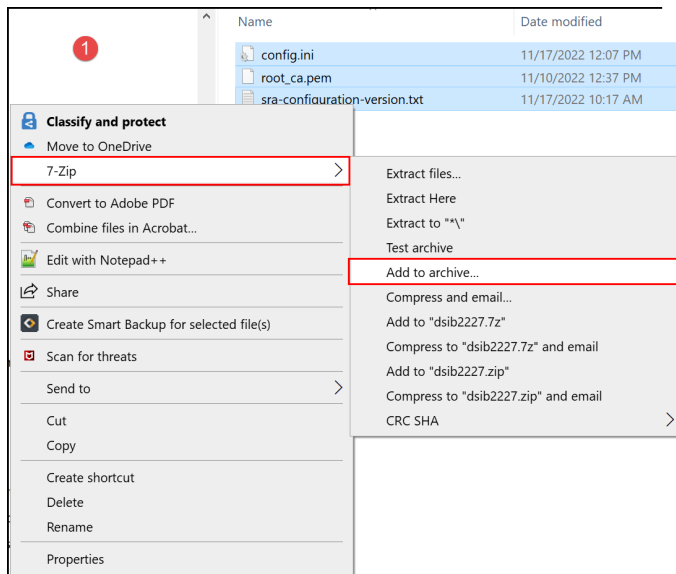 Name Date modified
1
config.ini 11/17/2022 12:07 PM
root_ca.pem 11/10/2022 12:37 PM
sra-configuration-version.txt 11/17/2022 10:17 AM
Classify and protect
Move to OneDrive
7-Zip
Convert to Adobe PDF
Combine files in Acrobat...
Edit with Notepad++
Share
Create Smart Backup for selected file(s)
Scan for threats
Send to
Cut
Copy
Create shortcut
Delete
Rename
Properties
Extract files...
Extract Here
Extract to "*\"
Test archive
Add to archive...
Compress and email...
Add to "dsib2227.7z"
Compress to "dsib2227.7z" and email
Add to "dsib2227.zip"
Compress to "dsib2227.zip" and email
CRC SHA